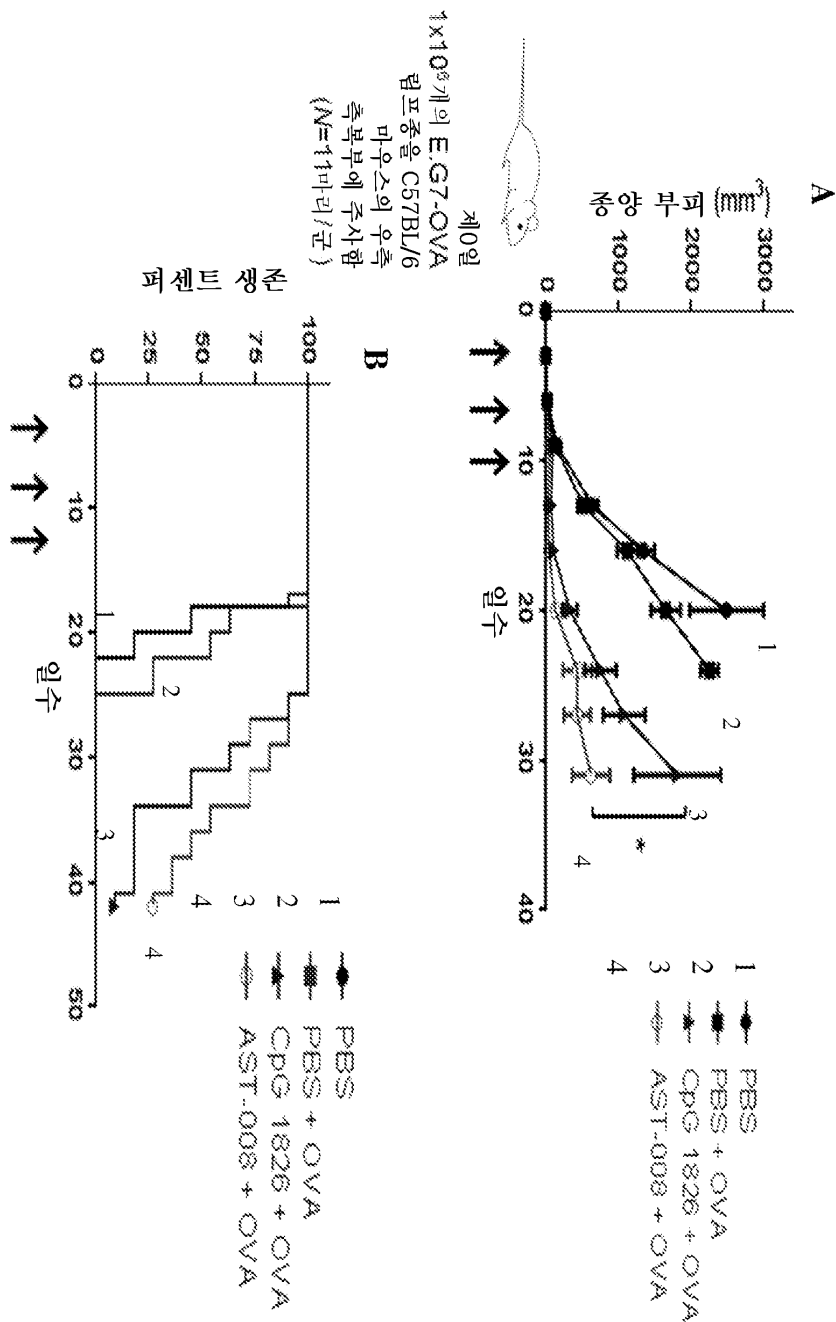 A
제0일
1x10⁶개의 E.G7-OVA
림프종을 C57BL/6
마우스의 우측
측복부에 주사함
(N=11마리/군)
종양 부피 (mm³)
3000
2000
1000
0
0 10 20 30 40
일수
1
2
3
4
*
1 PBS
2 PBS + OVA
3 CpG 1826 + OVA
4 AST-008 + OVA
B
퍼센트 생존
100
75
50
25
0
0 10 20 30 40 50
일수
1
2
3
4
1 PBS
2 PBS + OVA
3 CpG 1826 + OVA
4 AST-008 + OVA